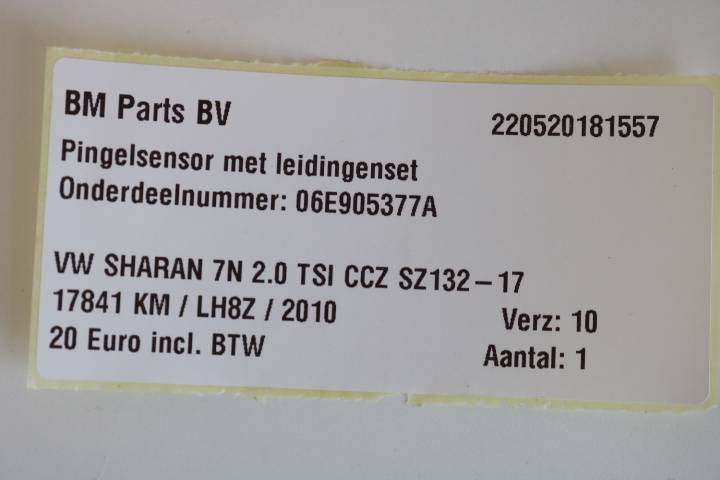 BM Parts BV
220520181557
Pingelsensor met leidingenset
Onderdeelnummer: 06E905377A
VW SHARAN 7N 2.0 TSI CCZ SZ132-17
17841 KM / LH8Z / 2010
Verz: 10
20 Euro incl. BTW
Aantal: 1